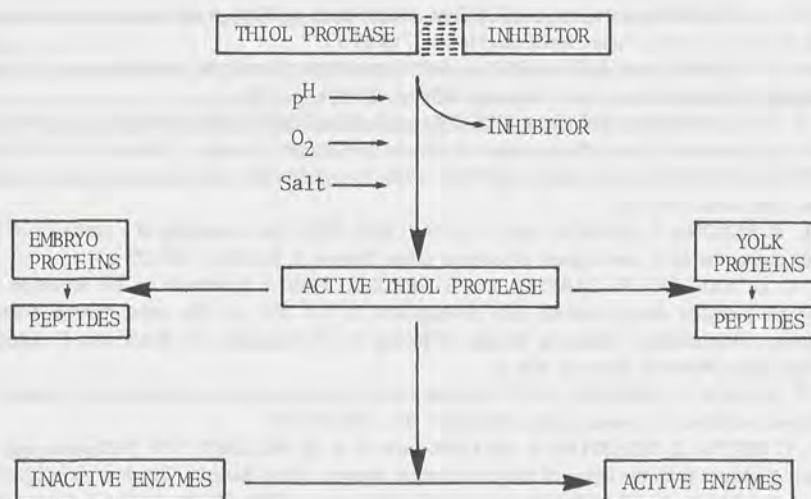 THIOL PROTEASE INHIBITOR
pH
INHIBITOR
O2
Salt
EMBRYO
PROTEINS
PEPTIDES
ACTIVE THIOL PROTEASE
YOLK
PROTEINS
PEPTIDES
INACTIVE ENZYMES
ACTIVE ENZYMES